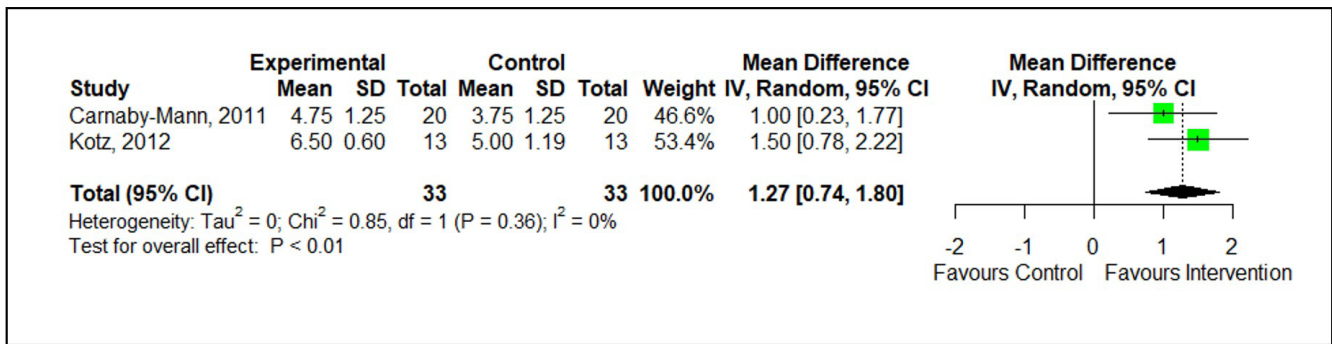 Experimental Control Mean Difference Mean Difference
Study Mean SD Total Mean SD Total Weight IV, Random, 95% CI IV, Random, 95% CI
Carnaby-Mann, 2011 4.75 1.25 20 3.75 1.25 20 46.6% 1.00 [0.23, 1.77]
Kotz, 2012 6.50 0.60 13 5.00 1.19 13 53.4% 1.50 [0.78, 2.22]
Total (95% CI) 33 33 100.0% 1.27 [0.74, 1.80]
Heterogeneity: Tau² = 0; Chi² = 0.85, df = 1 (P = 0.36); I² = 0%
Test for overall effect: P < 0.01
-2 -1 0 1 2
Favours Control Favours Intervention